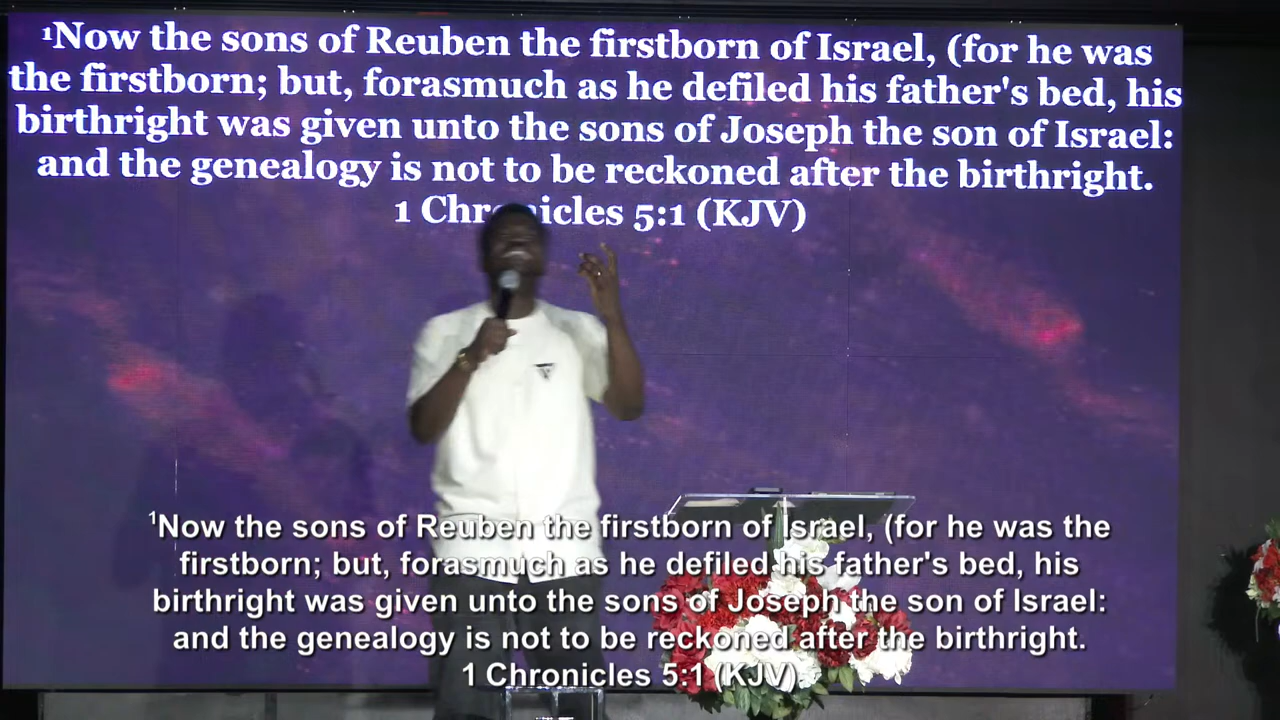 ¹Now the sons of Reuben the firstborn of Israel, (for he was
the firstborn; but, forasmuch as he defiled his father's bed, his
birthright was given unto the sons of Joseph the son of Israel:
and the genealogy is not to be reckoned after the birthright.
1 Chronicles 5:1 (KJV)
¹Now the sons of Reuben the firstborn of Israel, (for he was the
firstborn; but, forasmuch as he defiled his father's bed, his
birthright was given unto the sons of Joseph the son of Israel:
and the genealogy is not to be reckoned after the birthright.
1 Chronicles 5:1 (KJV)